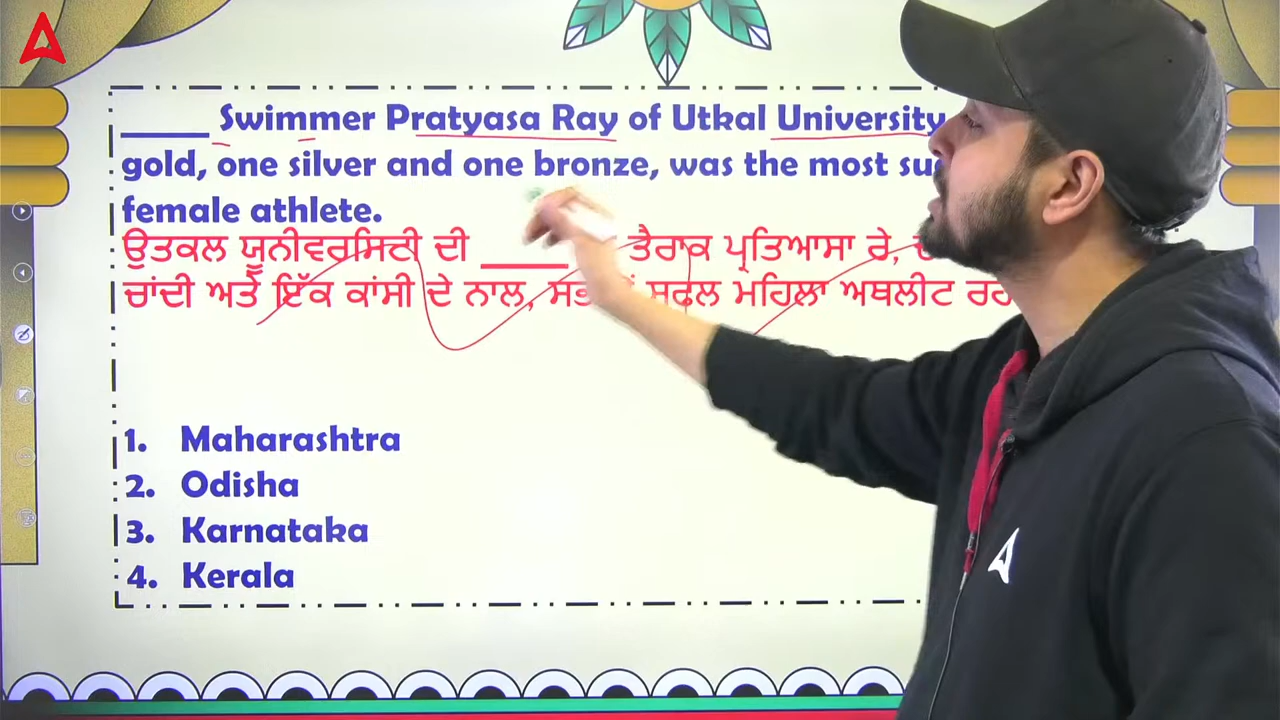 _____ Swimmer Pratyasa Ray of Utkal University
gold, one silver and one bronze, was the most
female athlete.
ਉਤਕਲ ਯੂਨੀਵਰਸਿਟੀ ਦੀ _____ ਤੈਰਾਕ ਪ੍ਰਤਿਆਸਾ ਰੇ,
ਚਾਂਦੀ ਅਤੇ ਇੱਕ ਕਾਂਸੀ ਦੇ ਨਾਲ, ਸਫਲ ਮਹਿਲਾ ਅਥਲੀਟ
1. Maharashtra
2. Odisha
3. Karnataka
4. Kerala